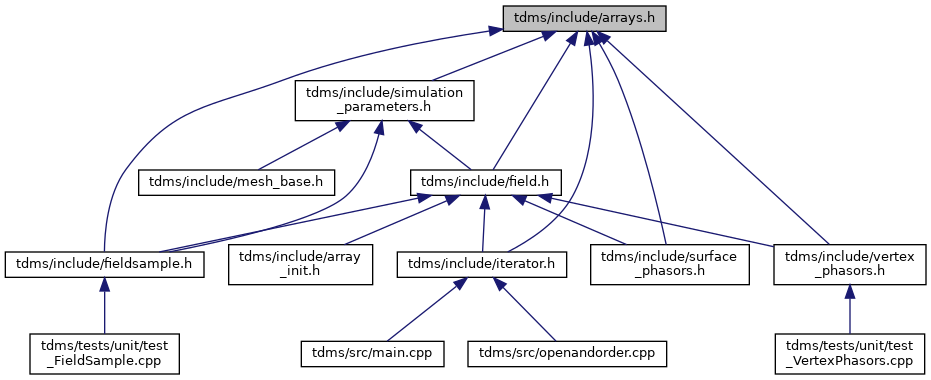 tdms/include/arrays.h
tdms/include/simulation
_parameters.h
tdms/include/mesh_base.h
tdms/include/field.h
tdms/include/fieldsample.h
tdms/include/array
_init.h
tdms/include/iterator.h
tdms/include/surface
_phasors.h
tdms/include/vertex
_phasors.h
tdms/tests/unit/test
_FieldSample.cpp
tdms/src/main.cpp
tdms/src/openandorder.cpp
tdms/tests/unit/test
_VertexPhasors.cpp